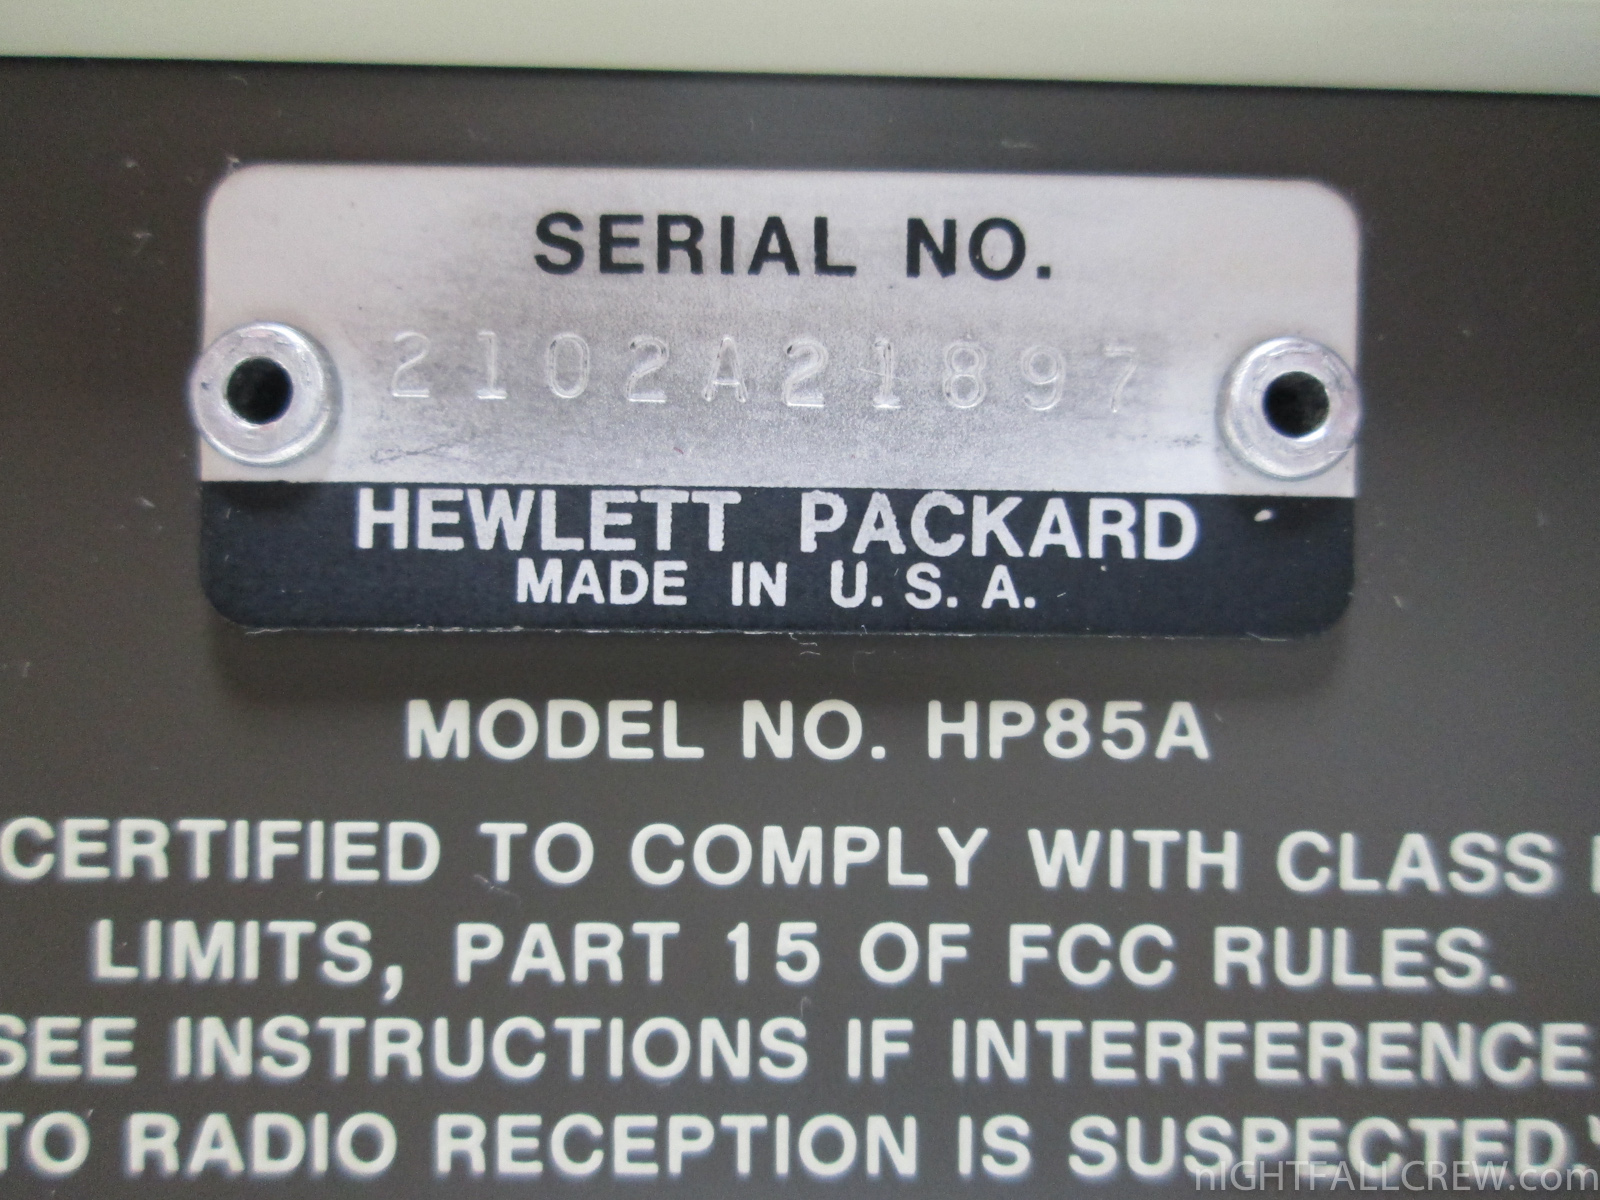 SERIAL NO.
2102A21897
HEWLETT PACKARD
MADE IN U. S. A.
MODEL NO. HP85A
CERTIFIED TO COMPLY WITH CLASS
LIMITS, PART 15 OF FCC RULES.
SEE INSTRUCTIONS IF INTERFERENCE
TO RADIO RECEPTION IS SUSPECTED."
nIGHTFALLCREW.com